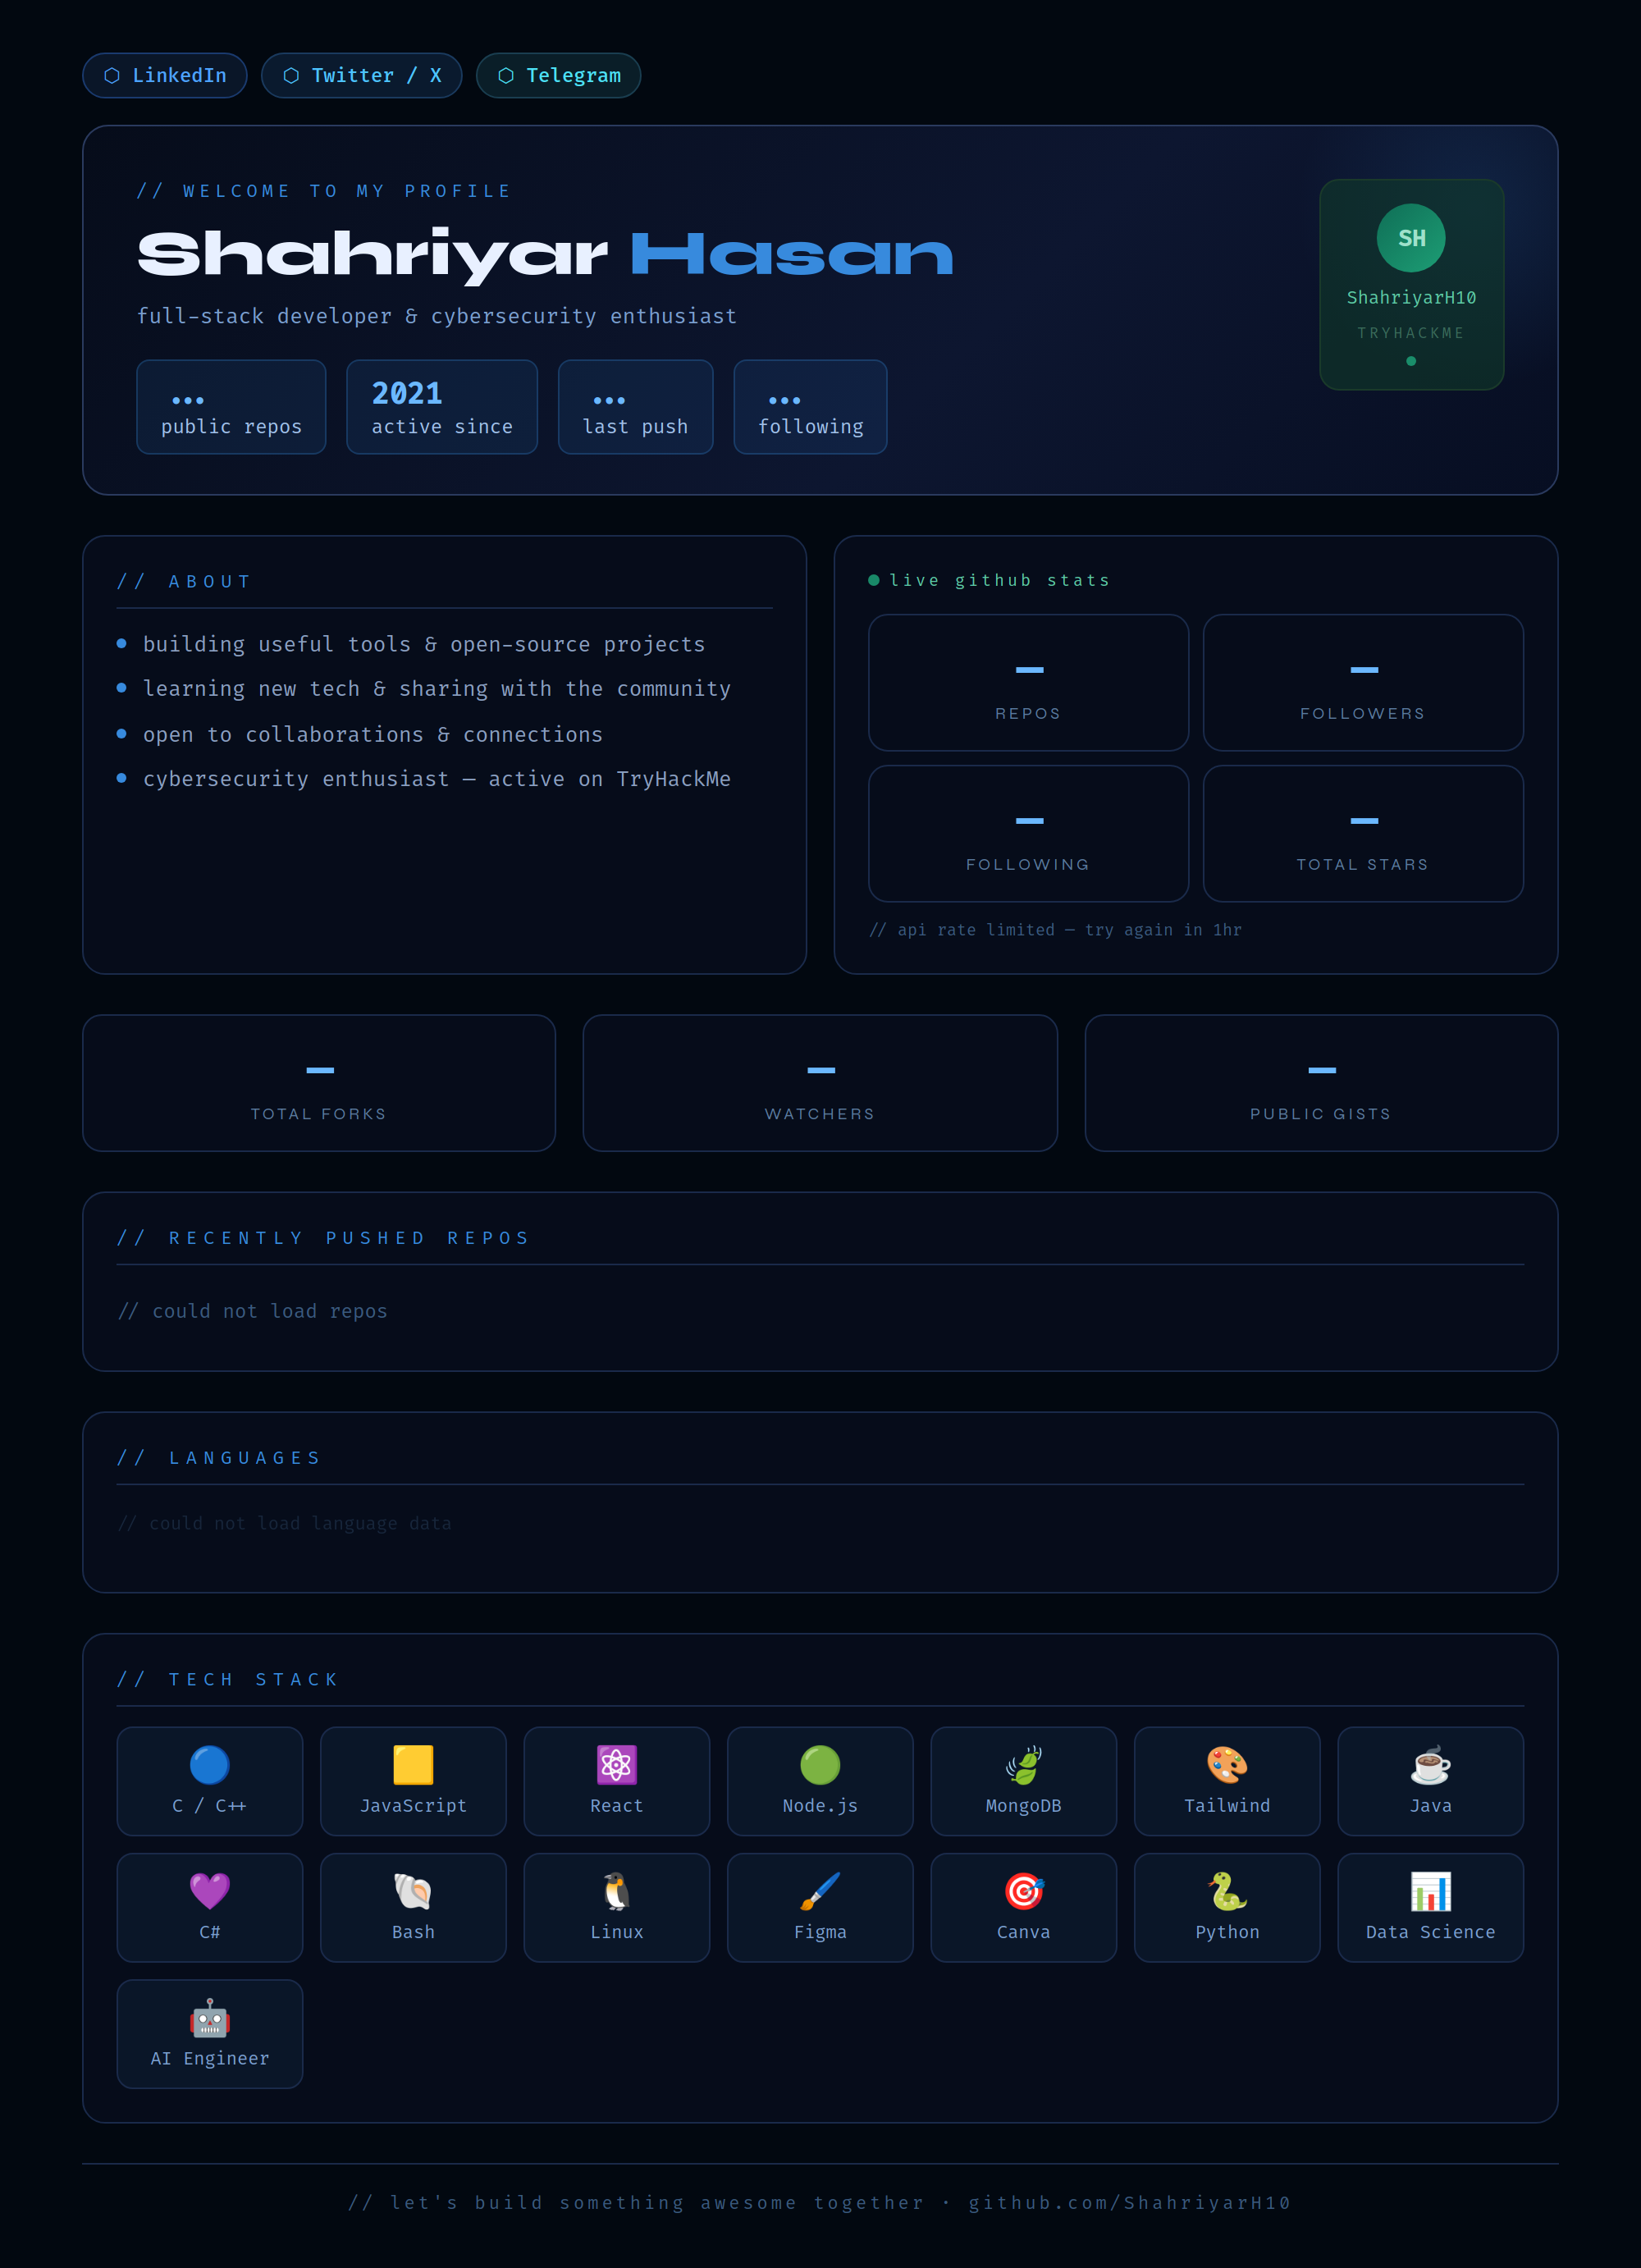 ⬡ LinkedIn ⬡ Twitter / X ⬡ Telegram
// WELCOME TO MY PROFILE
Shahriyar Hasan
full-stack developer & cybersecurity enthusiast
... 2021 ... ...
public repos active since last push following
SH
ShahriyarH10
TRYHACKME
// ABOUT
building useful tools & open-source projects
learning new tech & sharing with the community
open to collaborations & connections
cybersecurity enthusiast — active on TryHackMe
live github stats
— —
REPOS FOLLOWERS
— —
FOLLOWING TOTAL STARS
// api rate limited — try again in 1hr
— — —
TOTAL FORKS WATCHERS PUBLIC GISTS
// RECENTLY PUSHED REPOS
// could not load repos
// LANGUAGES
// could not load language data
// TECH STACK
C / C++ JavaScript React Node.js MongoDB Tailwind Java
C# Bash Linux Figma Canva Python Data Science
AI Engineer
// let's build something awesome together · github.com/ShahriyarH10